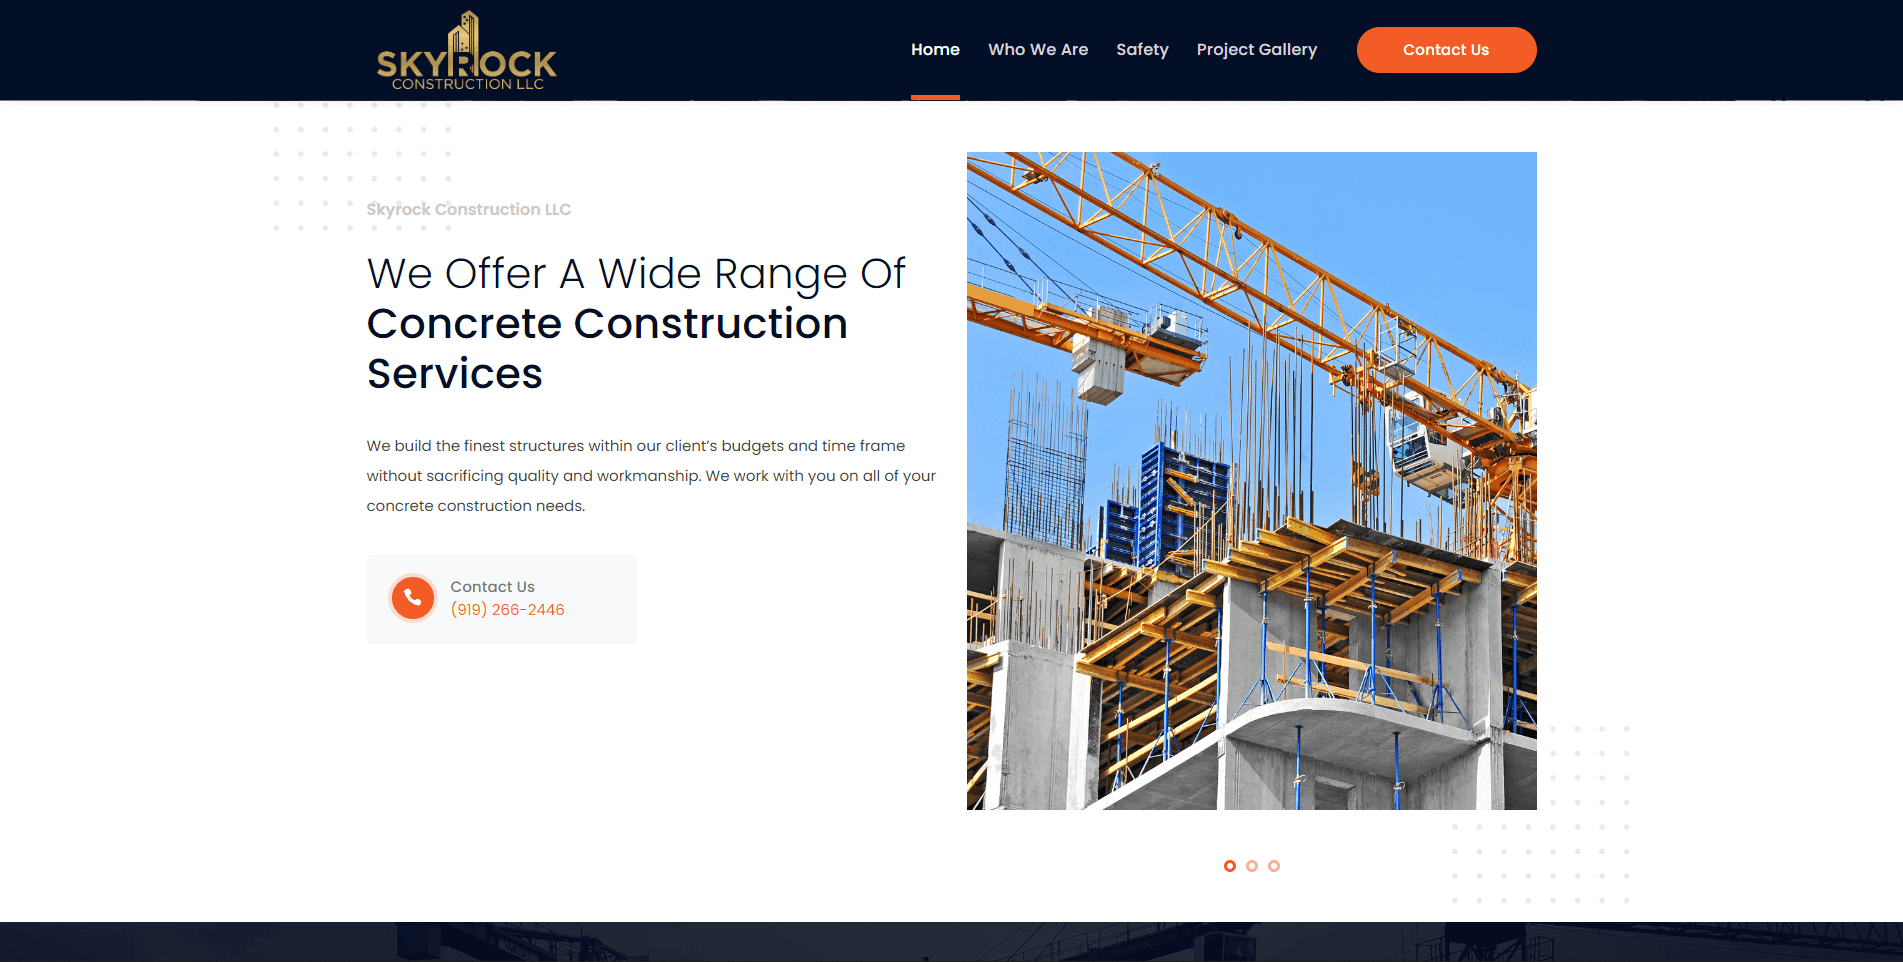 SKYROCK
CONSTRUCTION LLC
Home
Who We Are
Safety
Project Gallery
Contact Us
Skyrock Construction LLC
We Offer A Wide Range Of
Concrete Construction
Services
We build the finest structures within our client’s budgets and time frame
without sacrificing quality and workmanship. We work with you on all of your
concrete construction needs.
Contact Us
(919) 266-2446